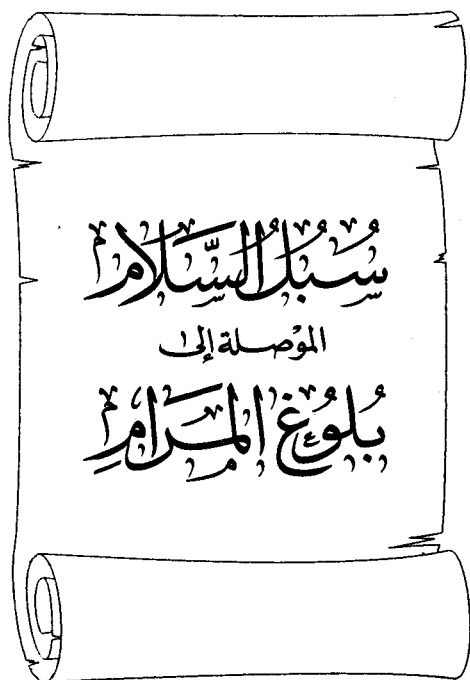 سُبُلُ السَّلَامِ
الموصلة إلى
بُلُوغِ المَرَامِ